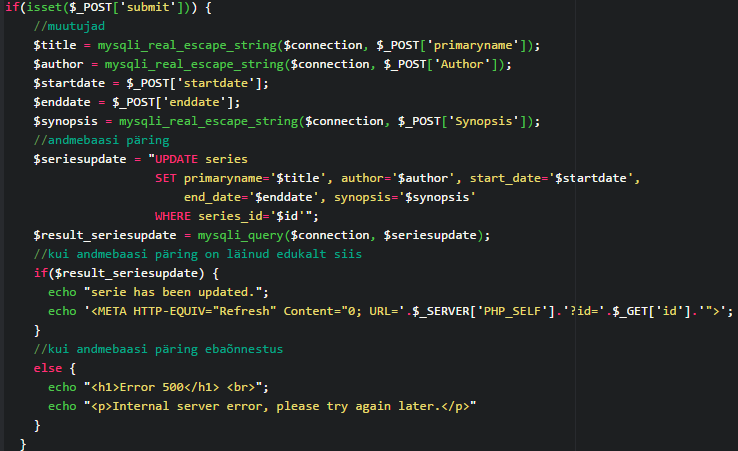 if(isset($_POST['submit'])) {
//muutujad
$title = mysqli_real_escape_string($connection, $_POST['primaryname']);
$author = mysqli_real_escape_string($connection, $_POST['Author']);
$startdate = $_POST['startdate'];
$enddate = $_POST['enddate'];
$synopsis = mysqli_real_escape_string($connection, $_POST['Synopsis']);
//andmebaasi päring
$seriesupdate = "UPDATE series
SET primaryname='$title', author='$author', start_date='$startdate',
end_date='$enddate', synopsis='$synopsis'
WHERE series_id='$id'";
$result_seriesupdate = mysqli_query($connection, $seriesupdate);
//kui andmebaasi päring on läinud edukalt siis
if($result_seriesupdate) {
echo "serie has been updated.";
echo '<META HTTP-EQUIV="Refresh" Content="0; URL='.$_SERVER['PHP_SELF'].'?id='.$_GET['id'].'">';
}
//kui andmebaasi päring ebaõnnestus
else {
echo "<h1>Error 500</h1> <br>";
echo "<p>Internal server error, please try again later.</p>"
}
}